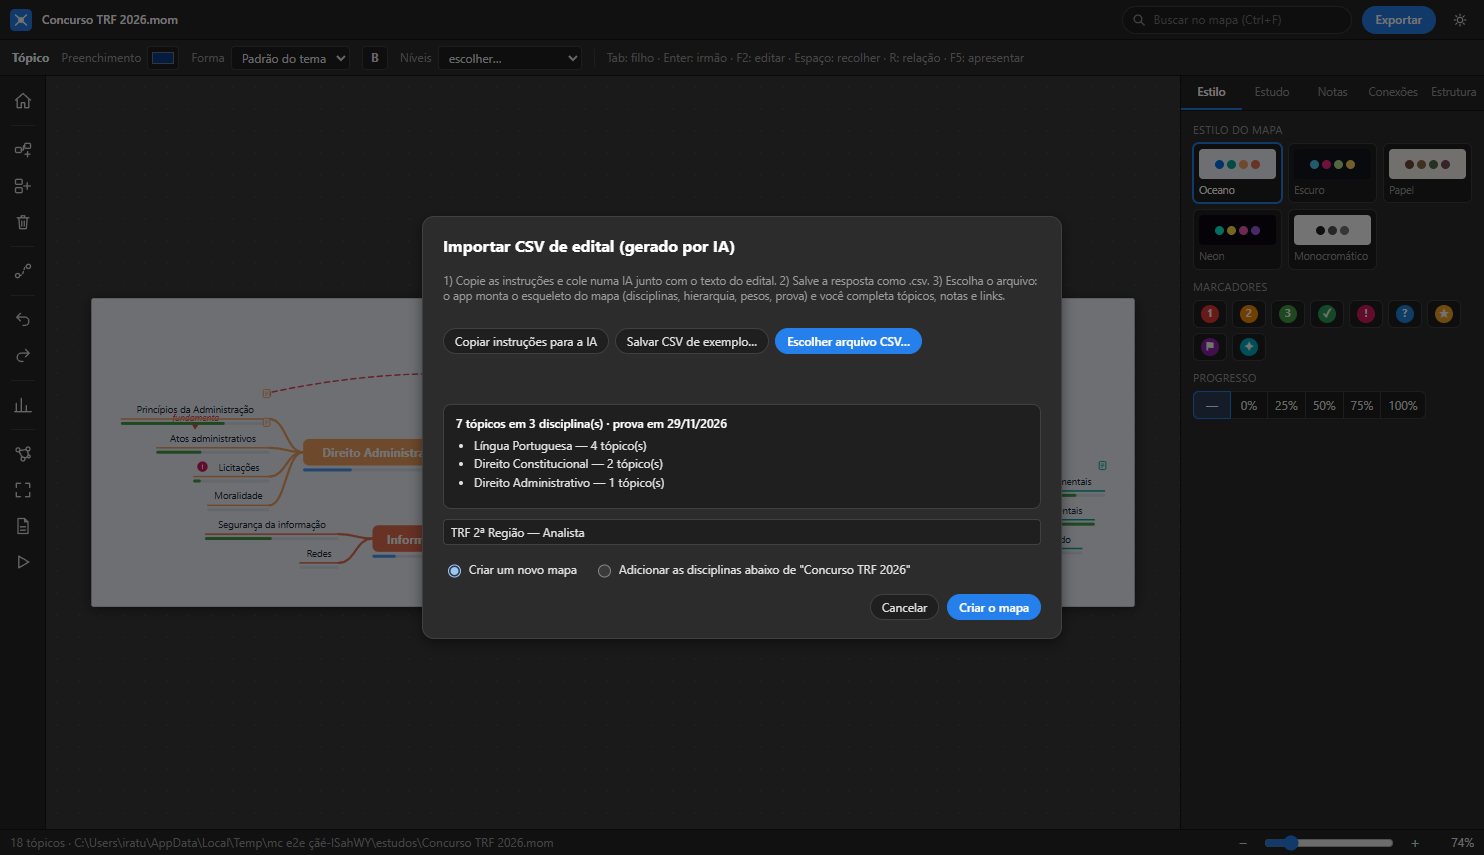 Concurso TRF 2026.mom
Buscar no mapa (Ctrl+F)
Exportar
Tópico Preenchimento Forma Padrão do tema B Níveis escolher... Tab: filho · Enter: irmão · F2: editar · Espaço: recolher · R: relação · F5: apresentar
Estilo Estudo Notas Conexões Estrutura
ESTILO DO MAPA
Oceano Escuro Papel
Neon Monocromático
MARCADORES
1 2 3 ! ?
PROGRESSO
— 0% 25% 50% 75% 100%
Importar CSV de edital (gerado por IA)
1) Copie as instruções e cole numa IA junto com o texto do edital. 2) Salve a resposta como .csv. 3) Escolha o arquivo:
o app monta o esqueleto do mapa (disciplinas, hierarquia, pesos, prova) e você completa tópicos, notas e links.
Copiar instruções para a IA Salvar CSV de exemplo... Escolher arquivo CSV...
7 tópicos em 3 disciplina(s) · prova em 29/11/2026
Língua Portuguesa — 4 tópico(s)
Direito Constitucional — 2 tópico(s)
Direito Administrativo — 1 tópico(s)
TRF 2ª Região — Analista
Criar um novo mapa Adicionar as disciplinas abaixo de "Concurso TRF 2026"
Cancelar Criar o mapa
Princípios da Administração
fundamenta
Atos administrativos
Direito Administra
! Licitações
Moralidade
Segurança da informação
Inform
Redes
mentais
ntais
do
18 tópicos · C:\Users\iratu\AppData\Local\Temp\mc e2e çãé-ISahWY\estudos\Concurso TRF 2026.mom
− + 74%